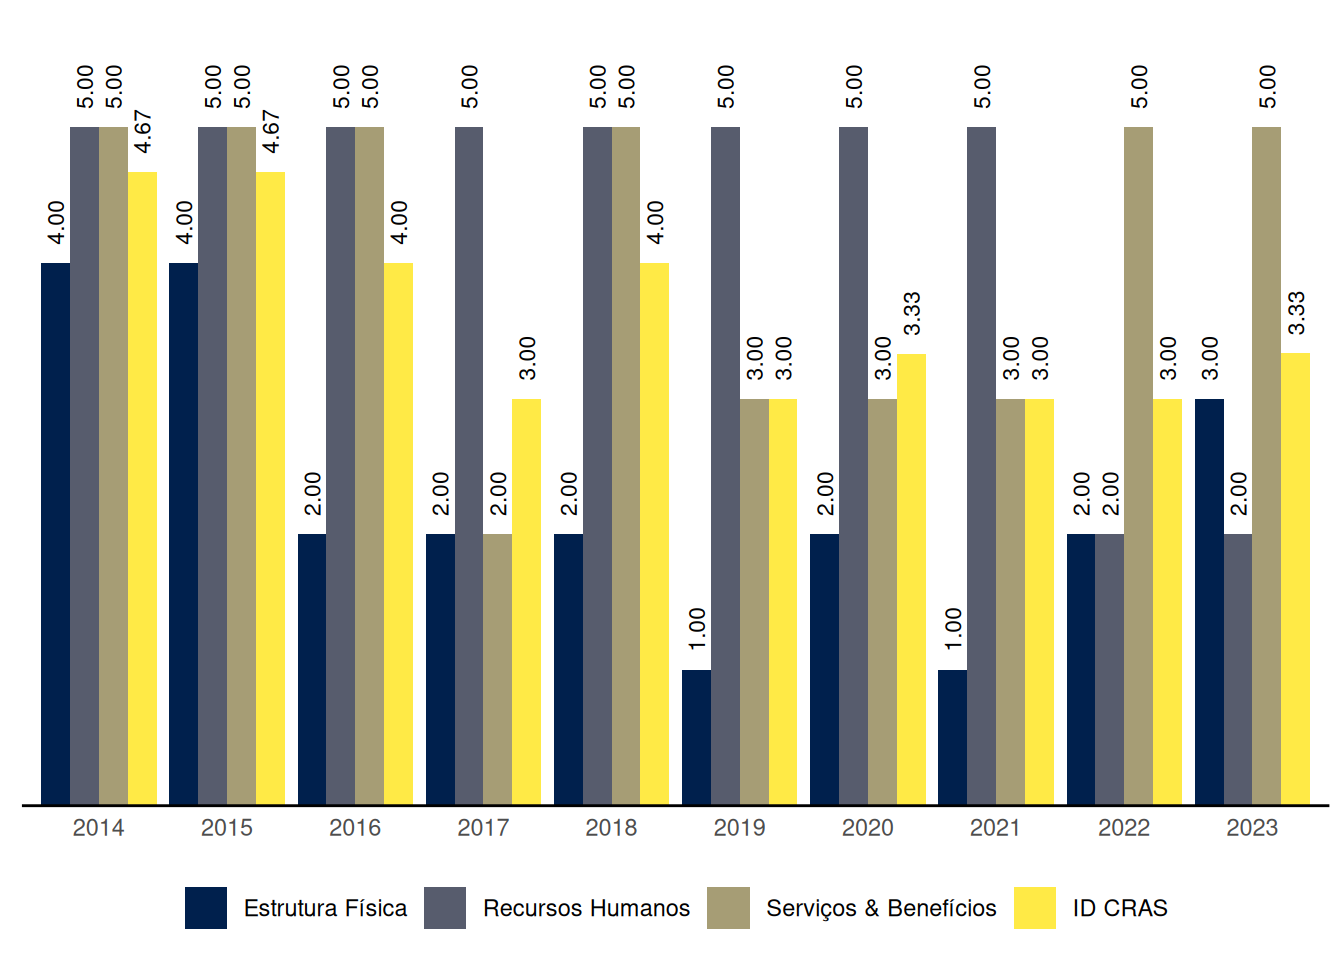 4.00 5.00 5.00 4.67 4.00 5.00 5.00 4.67 2.00 5.00 5.00 4.00 2.00 5.00 2.00 3.00 2.00 5.00 5.00 4.00 1.00 5.00 3.00 3.00 2.00 5.00 3.00 3.33 1.00 5.00 3.00 3.00 2.00 2.00 5.00 3.00 3.00 2.00 5.00 3.33
2014 2015 2016 2017 2018 2019 2020 2021 2022 2023
Estrutura Física Recursos Humanos Serviços & Benefícios ID CRAS